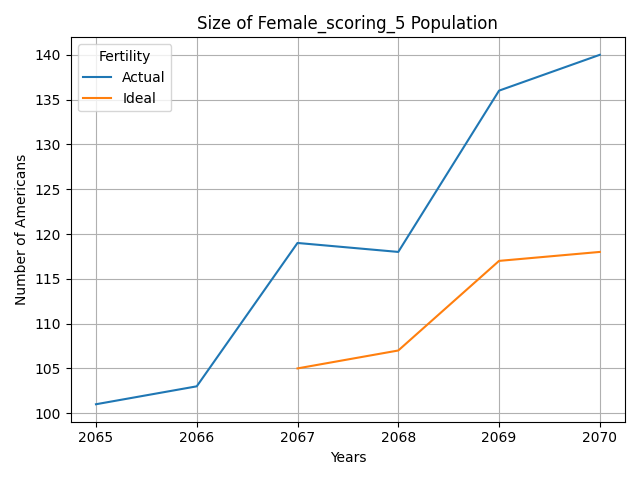 Size of Female_scoring_5 Population
Fertility
Actual
Ideal
Number of Americans
140
135
130
125
120
115
110
105
100
2065 2066 2067 2068 2069 2070
Years